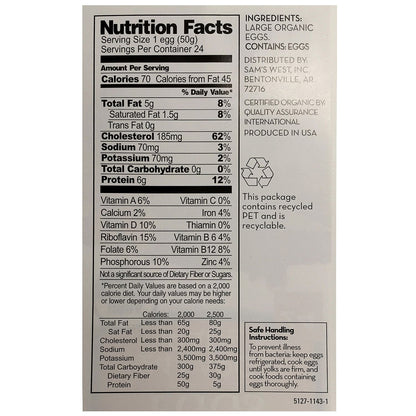 Nutrition Facts
Serving Size 1 egg (50g)
Servings Per Container 24
Amount Per Serving
Calories 70 Calories from Fat 45
% Daily Value*
Total Fat 5g 8%
Saturated Fat 1.5g 8%
Trans Fat 0g
Cholesterol 185mg 62%
Sodium 70mg 3%
Potassium 70mg 2%
Total Carbohydrate 0g 0%
Protein 6g 12%
Vitamin A 6% Vitamin C 0%
Calcium 2% Iron 4%
Vitamin D 10% Thiamin 0%
Riboflavin 15% Vitamin B 6 4%
Folate 6% Vitamin B12 8%
Phosphorous 10% Zinc 4%
Not a significant source of Dietary Fiber or Sugars.
*Percent Daily Values are based on a 2,000
calorie diet. Your daily values may be higher
or lower depending on your calorie needs:
Calories: 2,000 2,500
Total Fat Less than 65g 80g
Sat Fat Less than 20g 25g
Cholesterol Less than 300mg 300mg
Sodium Less than 2,400mg 2,400mg
Potassium 3,500mg 3,500mg
Total Carbohydrate 300g 375g
Dietary Fiber 25g 30g
Protein 50g 5g
INGREDIENTS:
LARGE ORGANIC
EGGS.
CONTAINS: EGGS
DISTRIBUTED BY:
SAM'S WEST, INC.
BENTONVILLE, AR
72716
CERTIFIED ORGANIC BY
QUALITY ASSURANCE
INTERNATIONAL
PRODUCED IN USA
This package
contains recycled
PET and is
recyclable.
Safe Handling
Instructions:
To prevent illness
from bacteria: keep eggs
refrigerated, cook eggs
until yolks are firm, and
cook foods containing
eggs thoroughly.
5127-1143-1